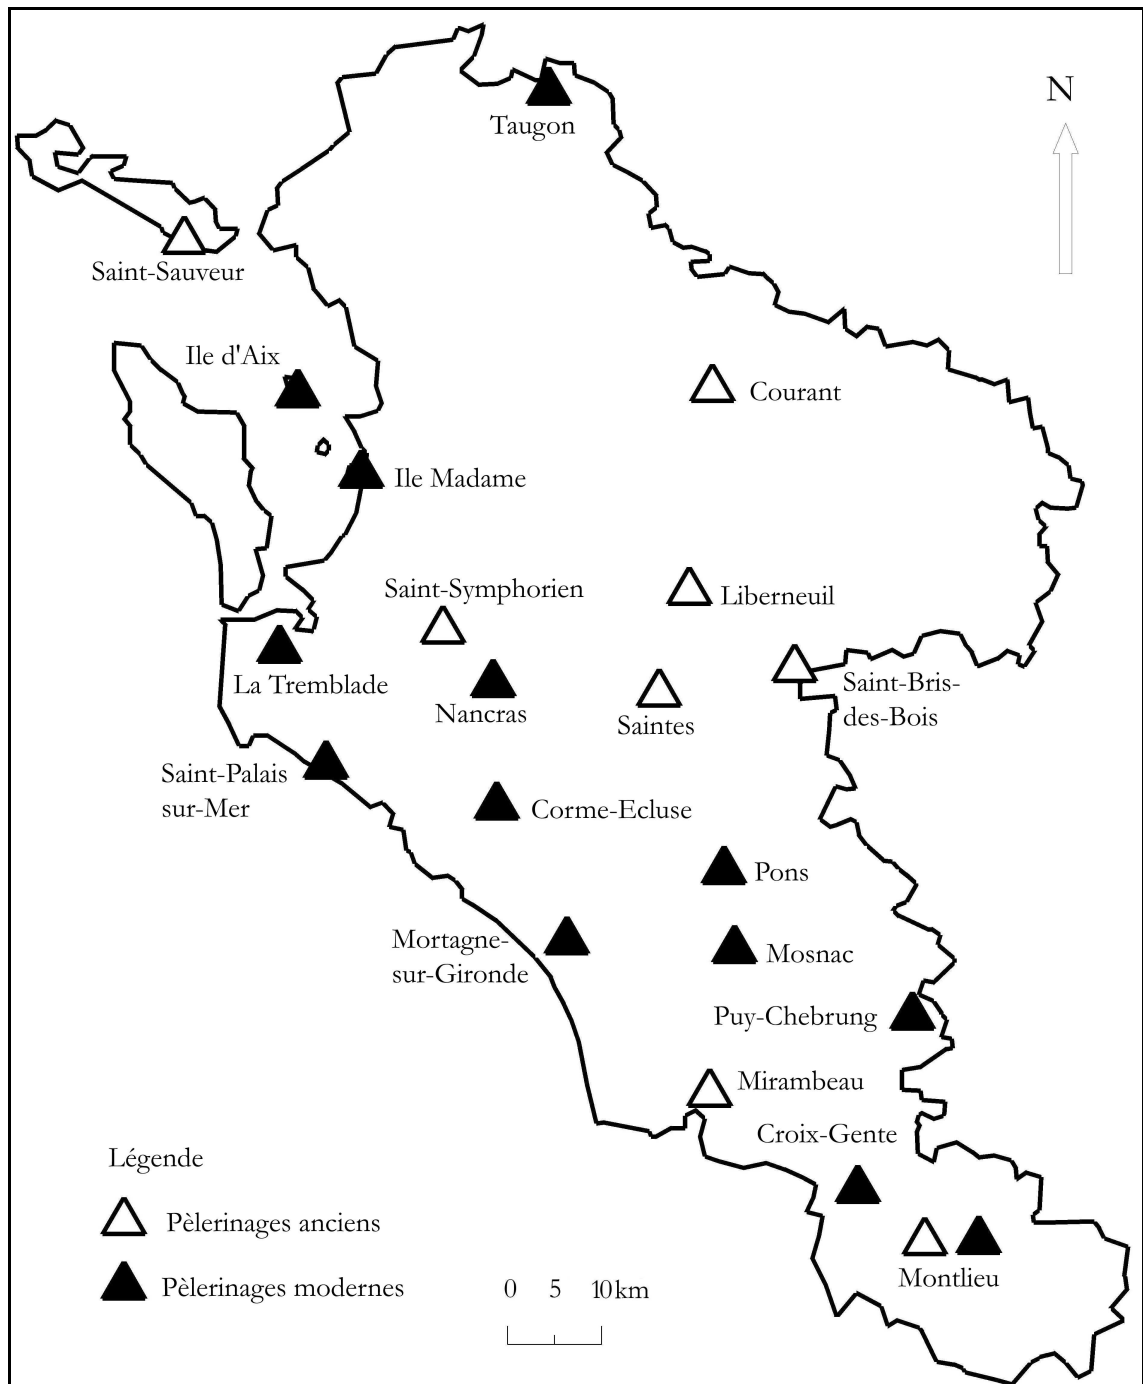 N
Taugon
Saint-Sauveur
Ile d'Aix
Courant
Ile Madame
Saint-Symphorien
Liberneuil
La Tremblade
Nancras
Saintes
Saint-Bris-
des-Bois
Saint-Palais
sur-Mer
Corme-Ecluse
Pons
Mortagne-
sur-Gironde
Mosnac
Puy-Chebrung
Mirambeau
Croix-Gente
Montlieu
Légende
Pèlerinages anciens
Pèlerinages modernes
0 5 10 km